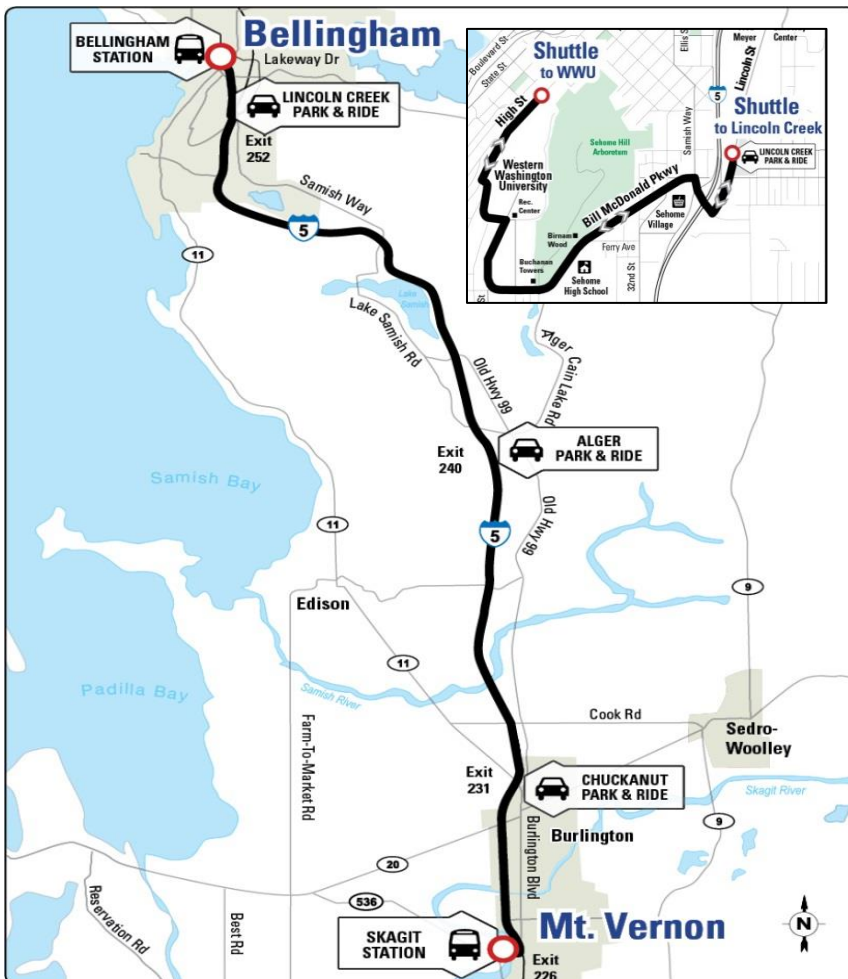 BELLINGHAM
STATION
Bellingham
Lakeway Dr
LINCOLN CREEK
PARK & RIDE
Exit
252
Samish Way
5
11
Lake
Samish
Lake Samish Rd
Old Hwy 99
Alger
Cain Lake Rd
Exit
240
ALGER
PARK & RIDE
Samish Bay
5
Old Hwy 99
11
Edison
9
11
Samish River
Padilla Bay
Farm-To-Market Rd
Cook Rd
Sedro-
Woolley
Exit
231
CHUCKANUT
PARK & RIDE
Skagit River
Burlington
Burlington Blvd
9
20
536
Reservation Rd
Best Rd
SKAGIT
STATION
Mt. Vernon
Exit
226
N
Shuttle
to WWU
Boulevard St
State St
High St
Ellis St
Meyer
Center
Lincoln St
5
Shuttle
to Lincoln Creek
LINCOLN CREEK
PARK & RIDE
Samish Way
Sehome Hill
Arboretum
Western
Washington
University
Rec.
Center
Bill McDonald Pkwy
Sehome
Village
Birnam
Wood
Ferry Ave
32nd St
Buchanan
Towers
Sehome
High School
St